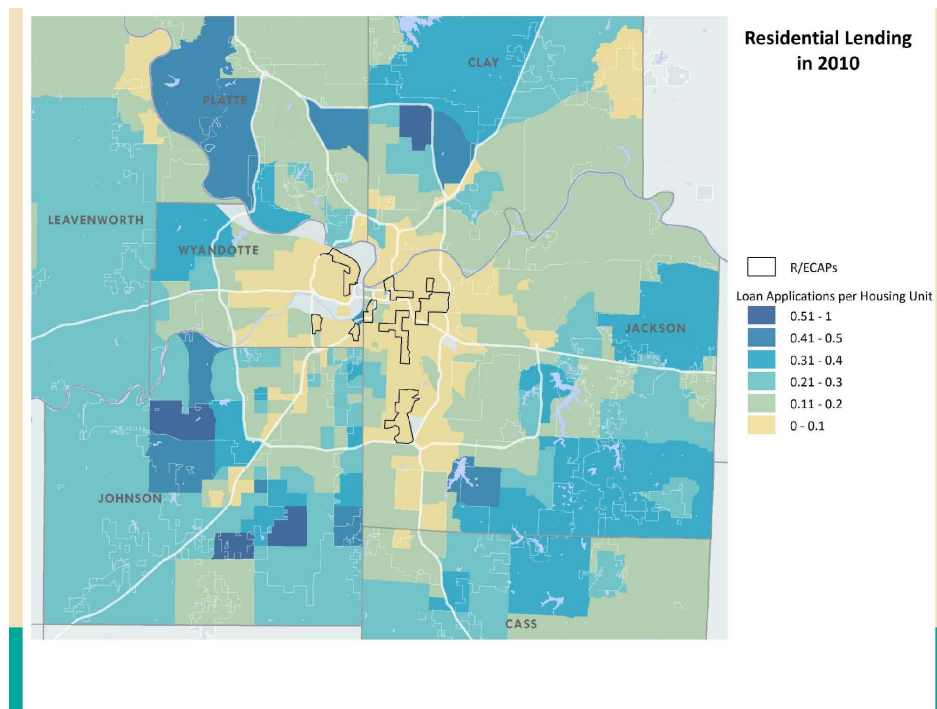 Residential Lending
in 2010
CLAY
PLATTE
LEAVENWORTH
WYANDOTTE
JACKSON
JOHNSON
CASS
R/ECAPs
Loan Applications per Housing Unit
0.51 - 1
0.41 - 0.5
0.31 - 0.4
0.21 - 0.3
0.11 - 0.2
0 - 0.1